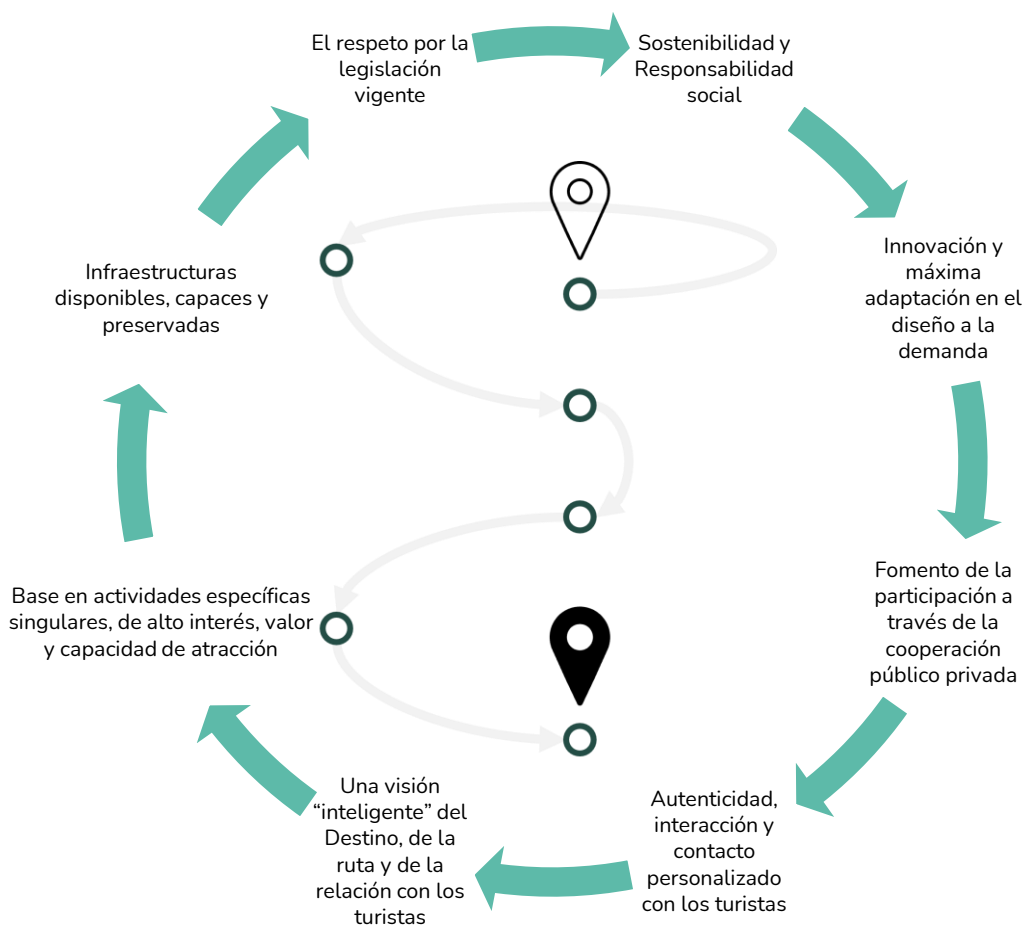 El respeto por la
legislación
vigente
Sostenibilidad y
Responsabilidad
social
Innovación y
máxima
adaptación en el
diseño a la
demanda
Fomento de la
participación a
través de la
cooperación
público privada
Autenticidad,
interacción y
contacto
personalizado
con los turistas
Una visión
“inteligente” del
Destino, de la
ruta y de la
relación con los
turistas
Base en actividades específicas
singulares, de alto interés, valor
y capacidad de atracción
Infraestructuras
disponibles, capaces y
preservadas